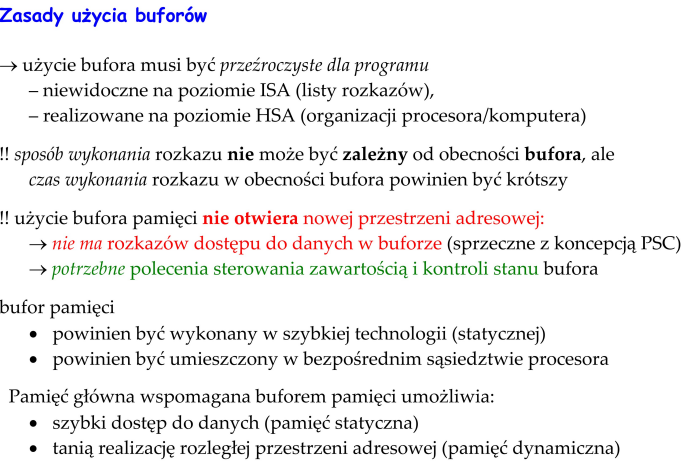 Zasady użycia buforów
→ użycie bufora musi być przeźroczyste dla programu
– niewidoczne na poziomie ISA (listy rozkazów),
– realizowane na poziomie HSA (organizacji procesora/komputera)
!! sposób wykonania rozkazu nie może być zależny od obecności bufora, ale
czas wykonania rozkazu w obecności bufora powinien być krótszy
!! użycie bufora pamięci nie otwiera nowej przestrzeni adresowej:
→ nie ma rozkazów dostępu do danych w buforze (sprzeczne z koncepcją PSC)
→ potrzebne polecenia sterowania zawartością i kontroli stanu bufora
bufor pamięci
• powinien być wykonany w szybkiej technologii (statycznej)
• powinien być umieszczony w bezpośrednim sąsiedztwie procesora
Pamięć główna wspomagana buforem pamięci umożliwia:
• szybki dostęp do danych (pamięć statyczna)
• tanią realizację rozległej przestrzeni adresowej (pamięć dynamiczna)